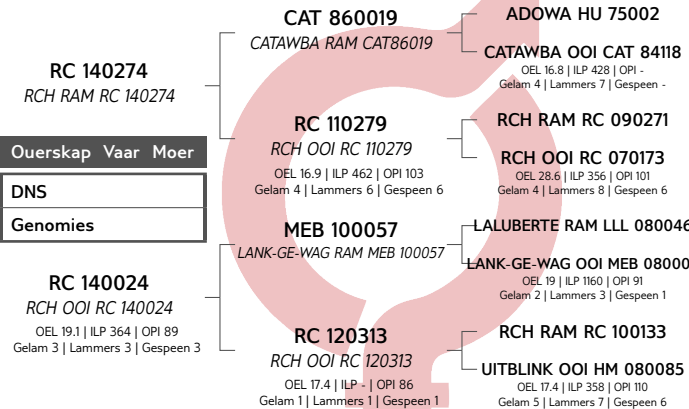 RC 140274
RCH RAM RC 140274
Ouerskap Vaar Moer
DNS
Genomies
RC 140024
RCH OOI RC 140024
OEL 19.1 | ILP 364 | OPI 89
Gelam 3 | Lammers 3 | Gespeen 3
CAT 860019
CATAWBA RAM CAT86019
RC 110279
RCH OOI RC 110279
OEL 16.9 | ILP 462 | OPI 103
Gelam 4 | Lammers 6 | Gespeen 6
MEB 100057
LANK-GE-WAG RAM MEB 100057
RC 120313
RCH OOI RC 120313
OEL 17.4 | ILP - | OPI 86
Gelam 1 | Lammers 1 | Gespeen 1
ADOWA HU 75002
CATAWBA OOI CAT 84118
OEL 16.8 | ILP 428 | OPI -
Gelam 4 | Lammers 7 | Gespeen -
RCH RAM RC 090271
RCH OOI RC 070173
OEL 28.6 | ILP 356 | OPI 101
Gelam 4 | Lammers 8 | Gespeen 6
LALUBERTE RAM LLL 080046
LANK-GE-WAG OOI MEB 08000
OEL 19 | ILP 1160 | OPI 91
Gelam 2 | Lammers 3 | Gespeen 1
RCH RAM RC 100133
UITBLINK OOI HM 080085
OEL 17.4 | ILP 358 | OPI 110
Gelam 5 | Lammers 7 | Gespeen 6